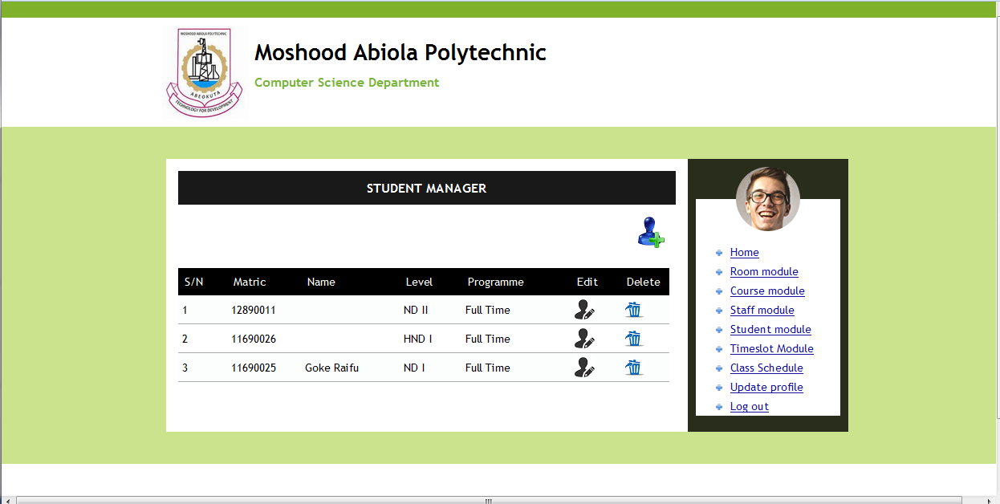 MOSHOOD ABIOLA POLYTECHNIC
ABEOKUTA
TECHNOLOGY FOR DEVELOPMENT
Moshood Abiola Polytechnic
Computer Science Department
STUDENT MANAGER
S/N Matric Name Level Programme Edit Delete
1 12890011 ND II Full Time
2 11690026 HND I Full Time
3 11690025 Goke Raifu ND I Full Time
Home
Room module
Course module
Staff module
Student module
Timeslot Module
Class Schedule
Update profile
Log out